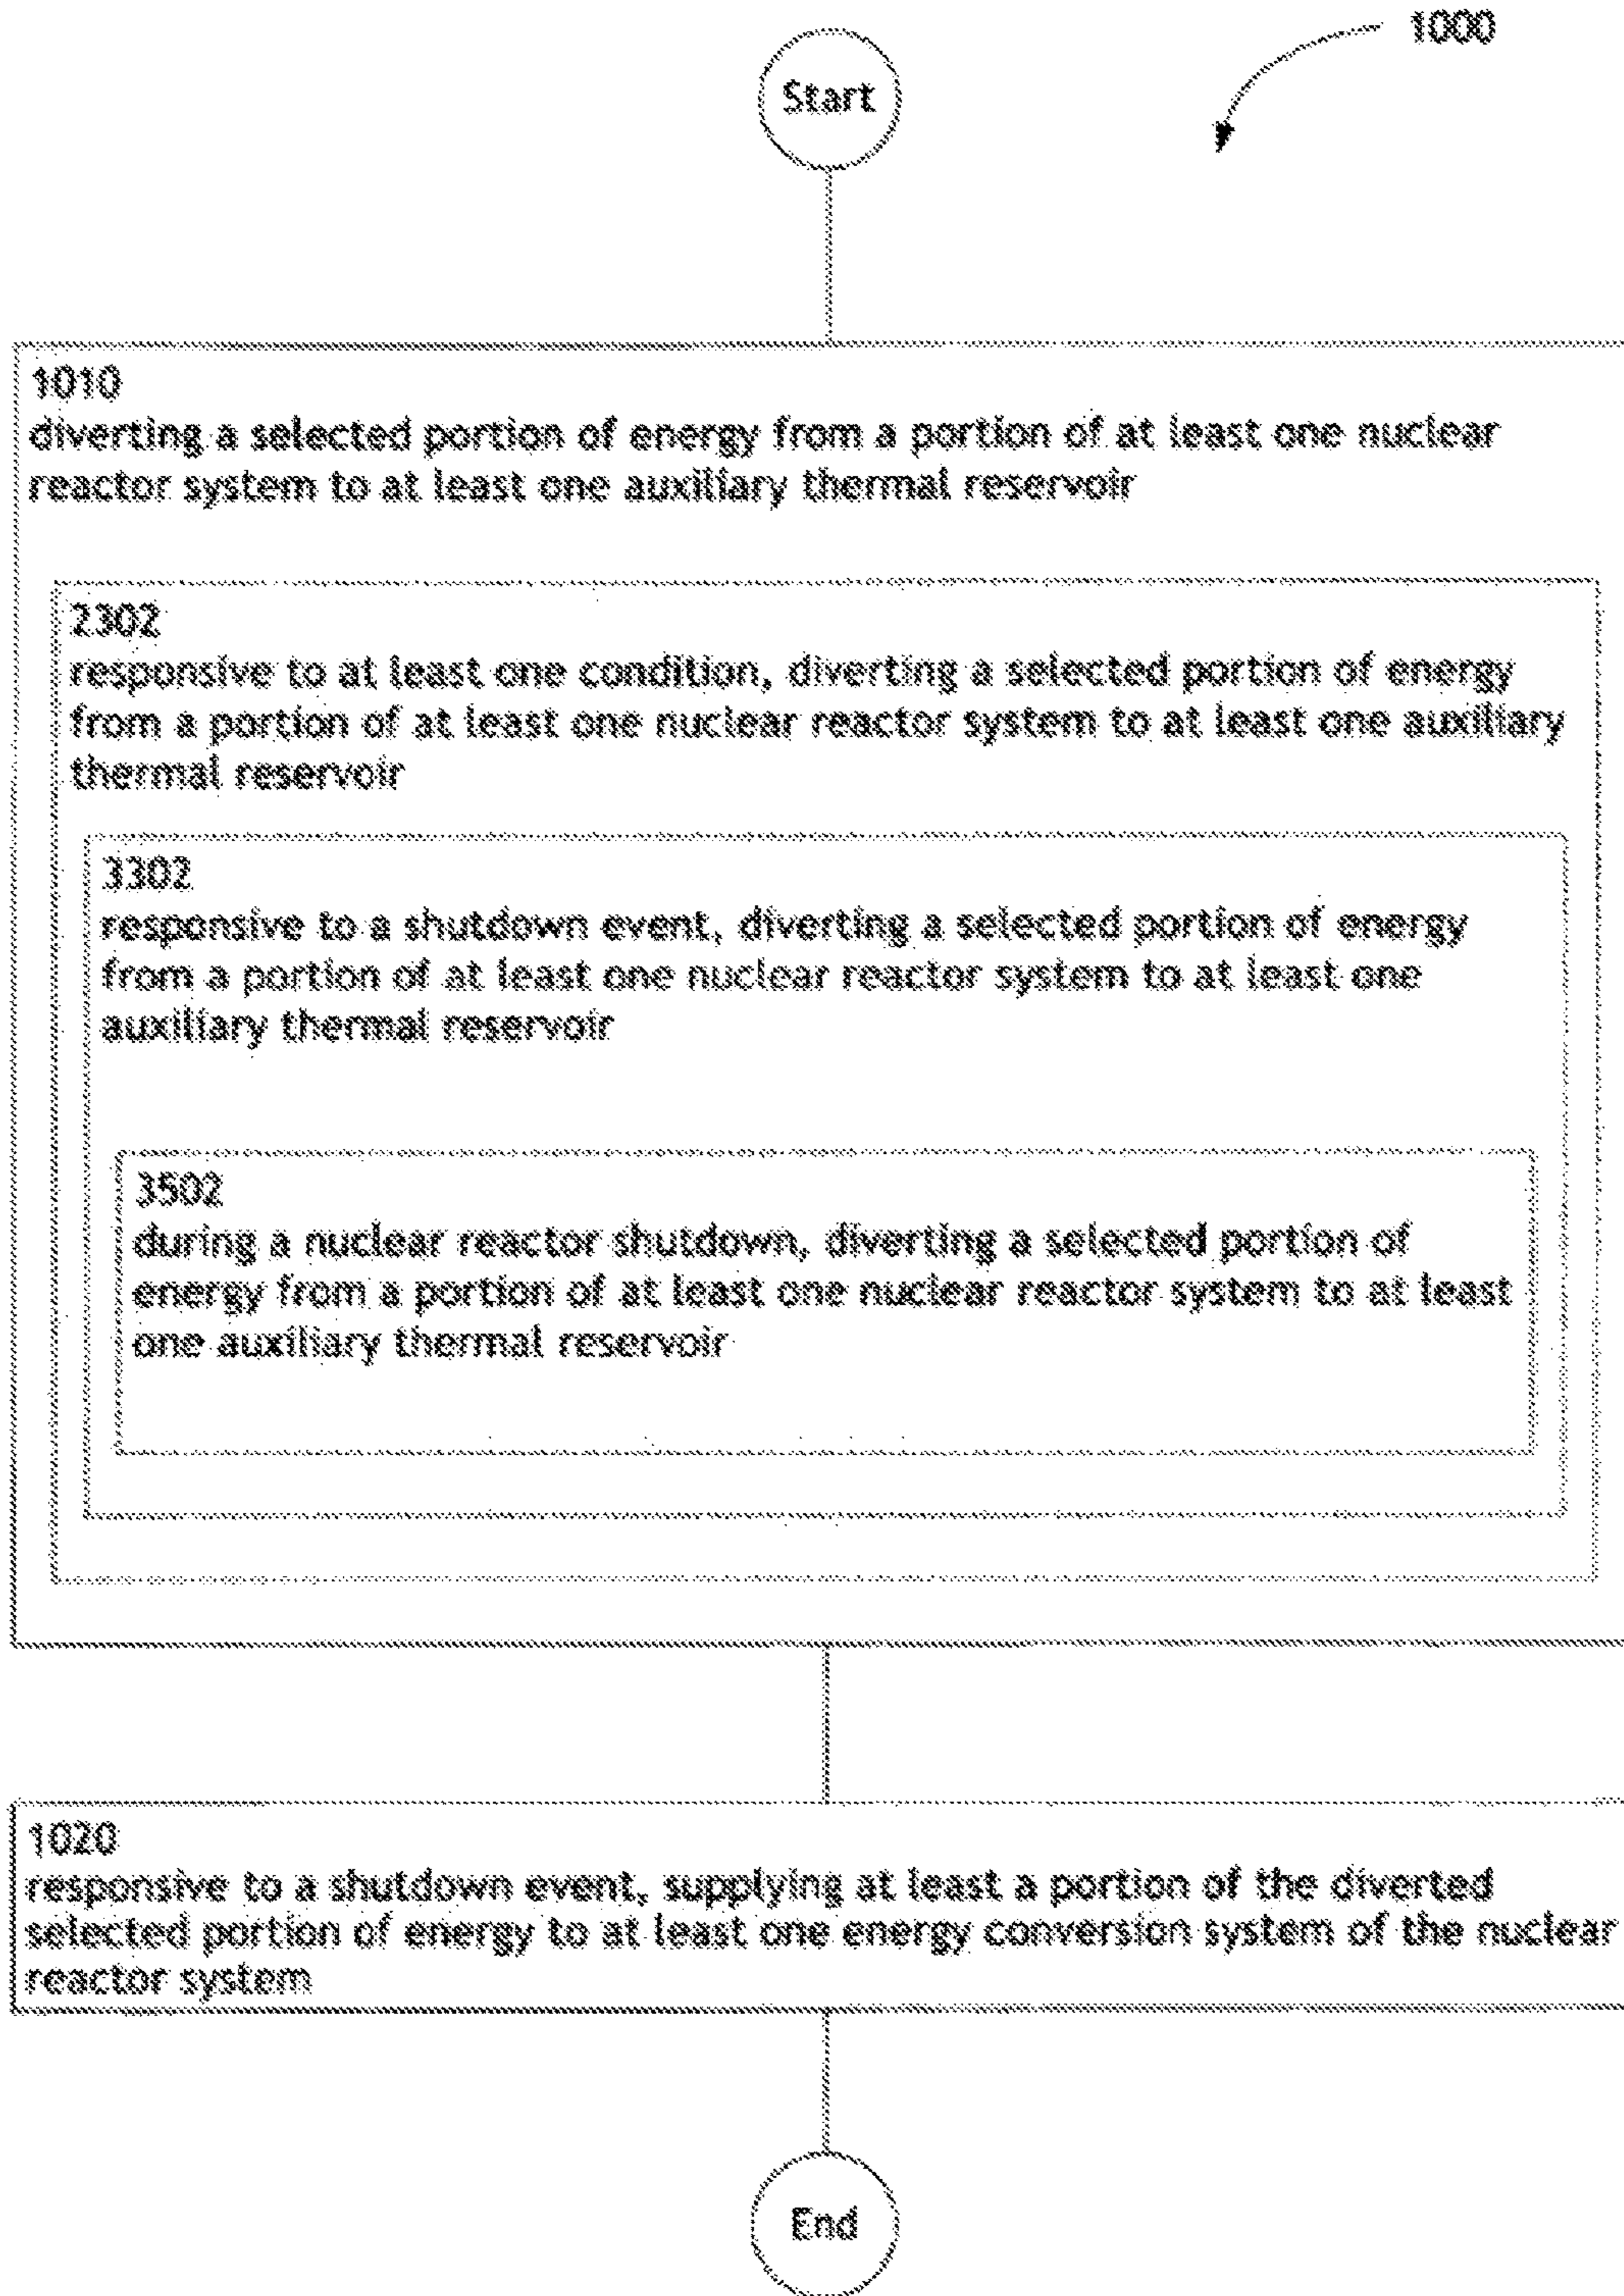 1000
Start
1010
diverting a selected portion of energy from a portion of at least one nuclear
reactor system to at least one auxiliary thermal reservoir
2302
responsive to at least one condition, diverting a selected portion of energy
from a portion of at least one nuclear reactor system to at least one auxiliary
thermal reservoir
3302
responsive to a shutdown event, diverting a selected portion of energy
from a portion of at least one nuclear reactor system to at least one
auxiliary thermal reservoir
3502
during a nuclear reactor shutdown, diverting a selected portion of
energy from a portion of at least one nuclear reactor system to at least
one auxiliary thermal reservoir
1020
responsive to a shutdown event, supplying at least a portion of the diverted
selected portion of energy to at least one energy conversion system of the nuclear
reactor system
End